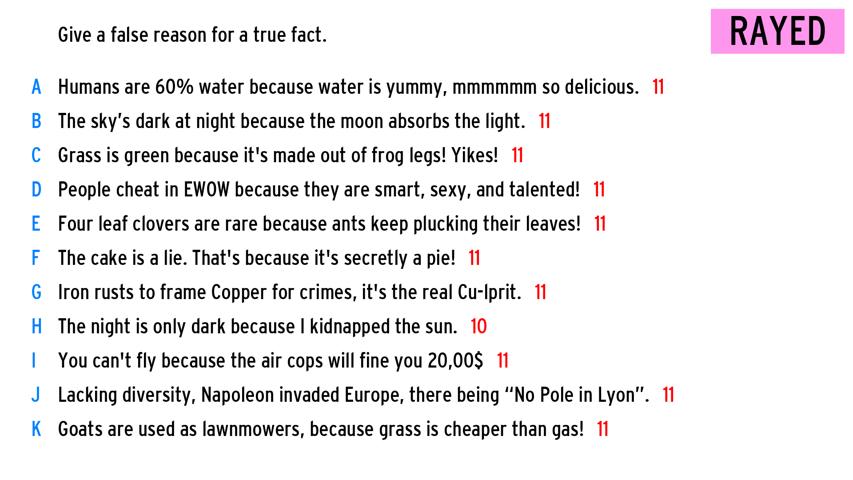 Give a false reason for a true fact.
RAYED
A Humans are 60% water because water is yummy, mmmmmm so delicious. 11
B The sky's dark at night because the moon absorbs the light. 11
C Grass is green because it's made out of frog legs! Yikes! 11
D People cheat in EWOW because they are smart, sexy, and talented! 11
E Four leaf clovers are rare because ants keep plucking their leaves! 11
F The cake is a lie. That's because it's secretly a pie! 11
G Iron rusts to frame Copper for crimes, it's the real Cu-lprit. 11
H The night is only dark because I kidnapped the sun. 10
I You can't fly because the air cops will fine you 20,00$ 11
J Lacking diversity, Napoleon invaded Europe, there being “No Pole in Lyon”. 11
K Goats are used as lawnmowers, because grass is cheaper than gas! 11